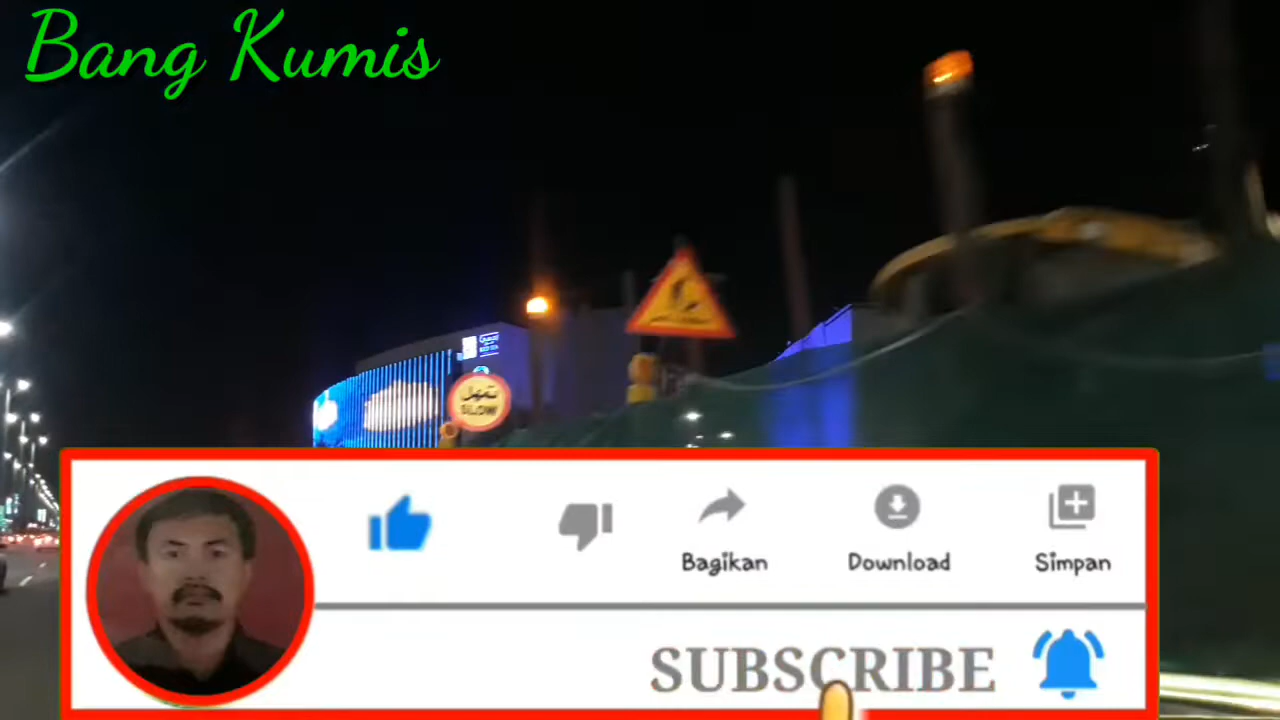 Bang Kumis
تمهل
SLOW
Bagikan
Download
Simpan
SUBSCRIBE